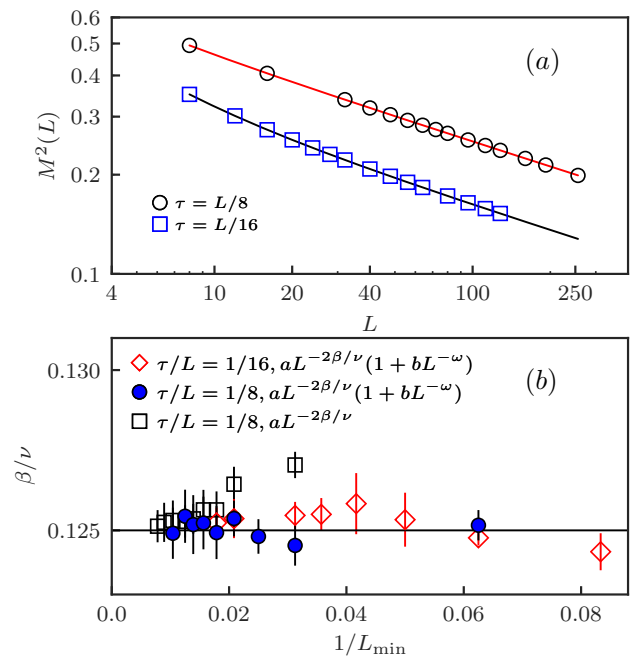 0.6
0.5
0.4
0.3
0.2
0.1
M²(L)
(a)
τ = L/8
τ = L/16
4 10 20 40 100 250
L
0.130
0.125
β/ν
τ/L = 1/16, aL^{-2β/ν}(1 + bL^{-ω})
τ/L = 1/8, aL^{-2β/ν}(1 + bL^{-ω})
τ/L = 1/8, aL^{-2β/ν}
(b)
0.0 0.02 0.04 0.06 0.08
1/L_{min}